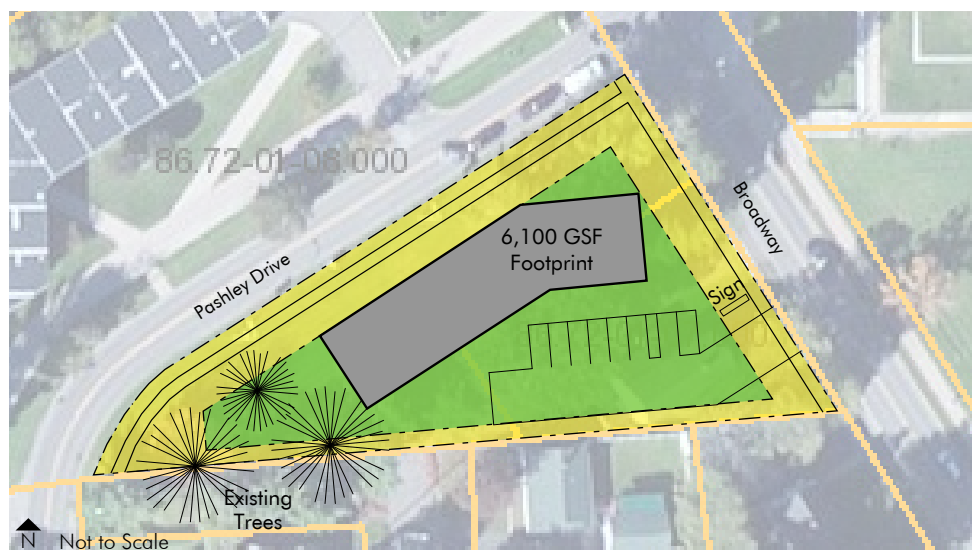 86.72-01-08.000
6,100 GSF
Footprint
Broadway
Pashley Drive
Sign
Existing
Trees
N
Not to Scale